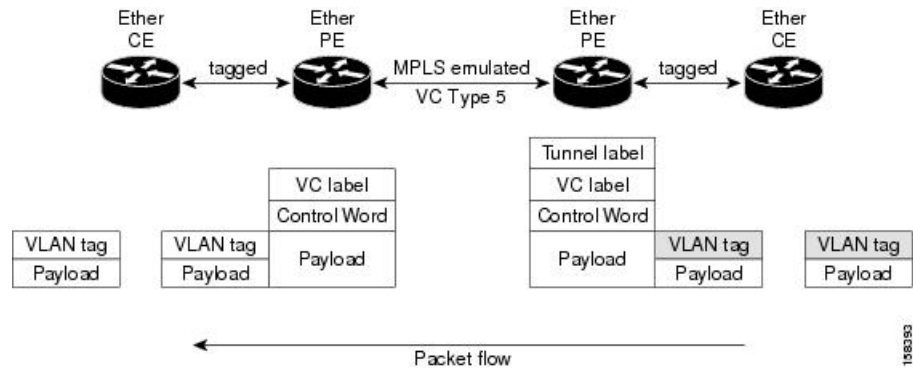 Ether
CE
Ether
PE
Ether
PE
Ether
CE
tagged
MPLS emulated
VC Type 5
tagged
VLAN tag
Payload
VLAN tag
Payload
VC label
Control Word
Payload
Tunnel label
VC label
Control Word
Payload
VLAN tag
Payload
VLAN tag
Payload
Packet flow
158393